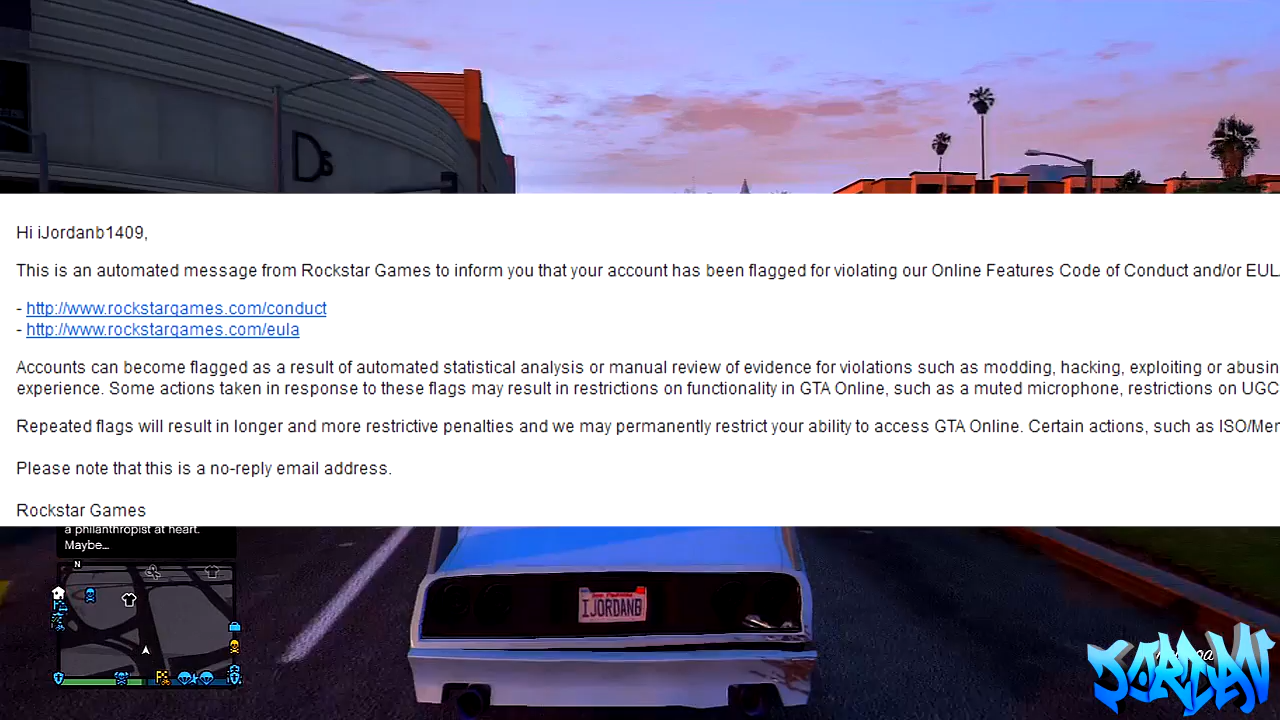 Ds
Hi iJordanb1409,
This is an automated message from Rockstar Games to inform you that your account has been flagged for violating our Online Features Code of Conduct and/or EUL
- http://www.rockstargames.com/conduct
- http://www.rockstargames.com/eula
Accounts can become flagged as a result of automated statistical analysis or manual review of evidence for violations such as modding, hacking, exploiting or abusin
experience. Some actions taken in response to these flags may result in restrictions on functionality in GTA Online, such as a muted microphone, restrictions on UGC
Repeated flags will result in longer and more restrictive penalties and we may permanently restrict your ability to access GTA Online. Certain actions, such as ISO/Mer
Please note that this is a no-reply email address.
Rockstar Games
a philanthropist at heart.
Maybe...
N
IJORDANB
JORDAN